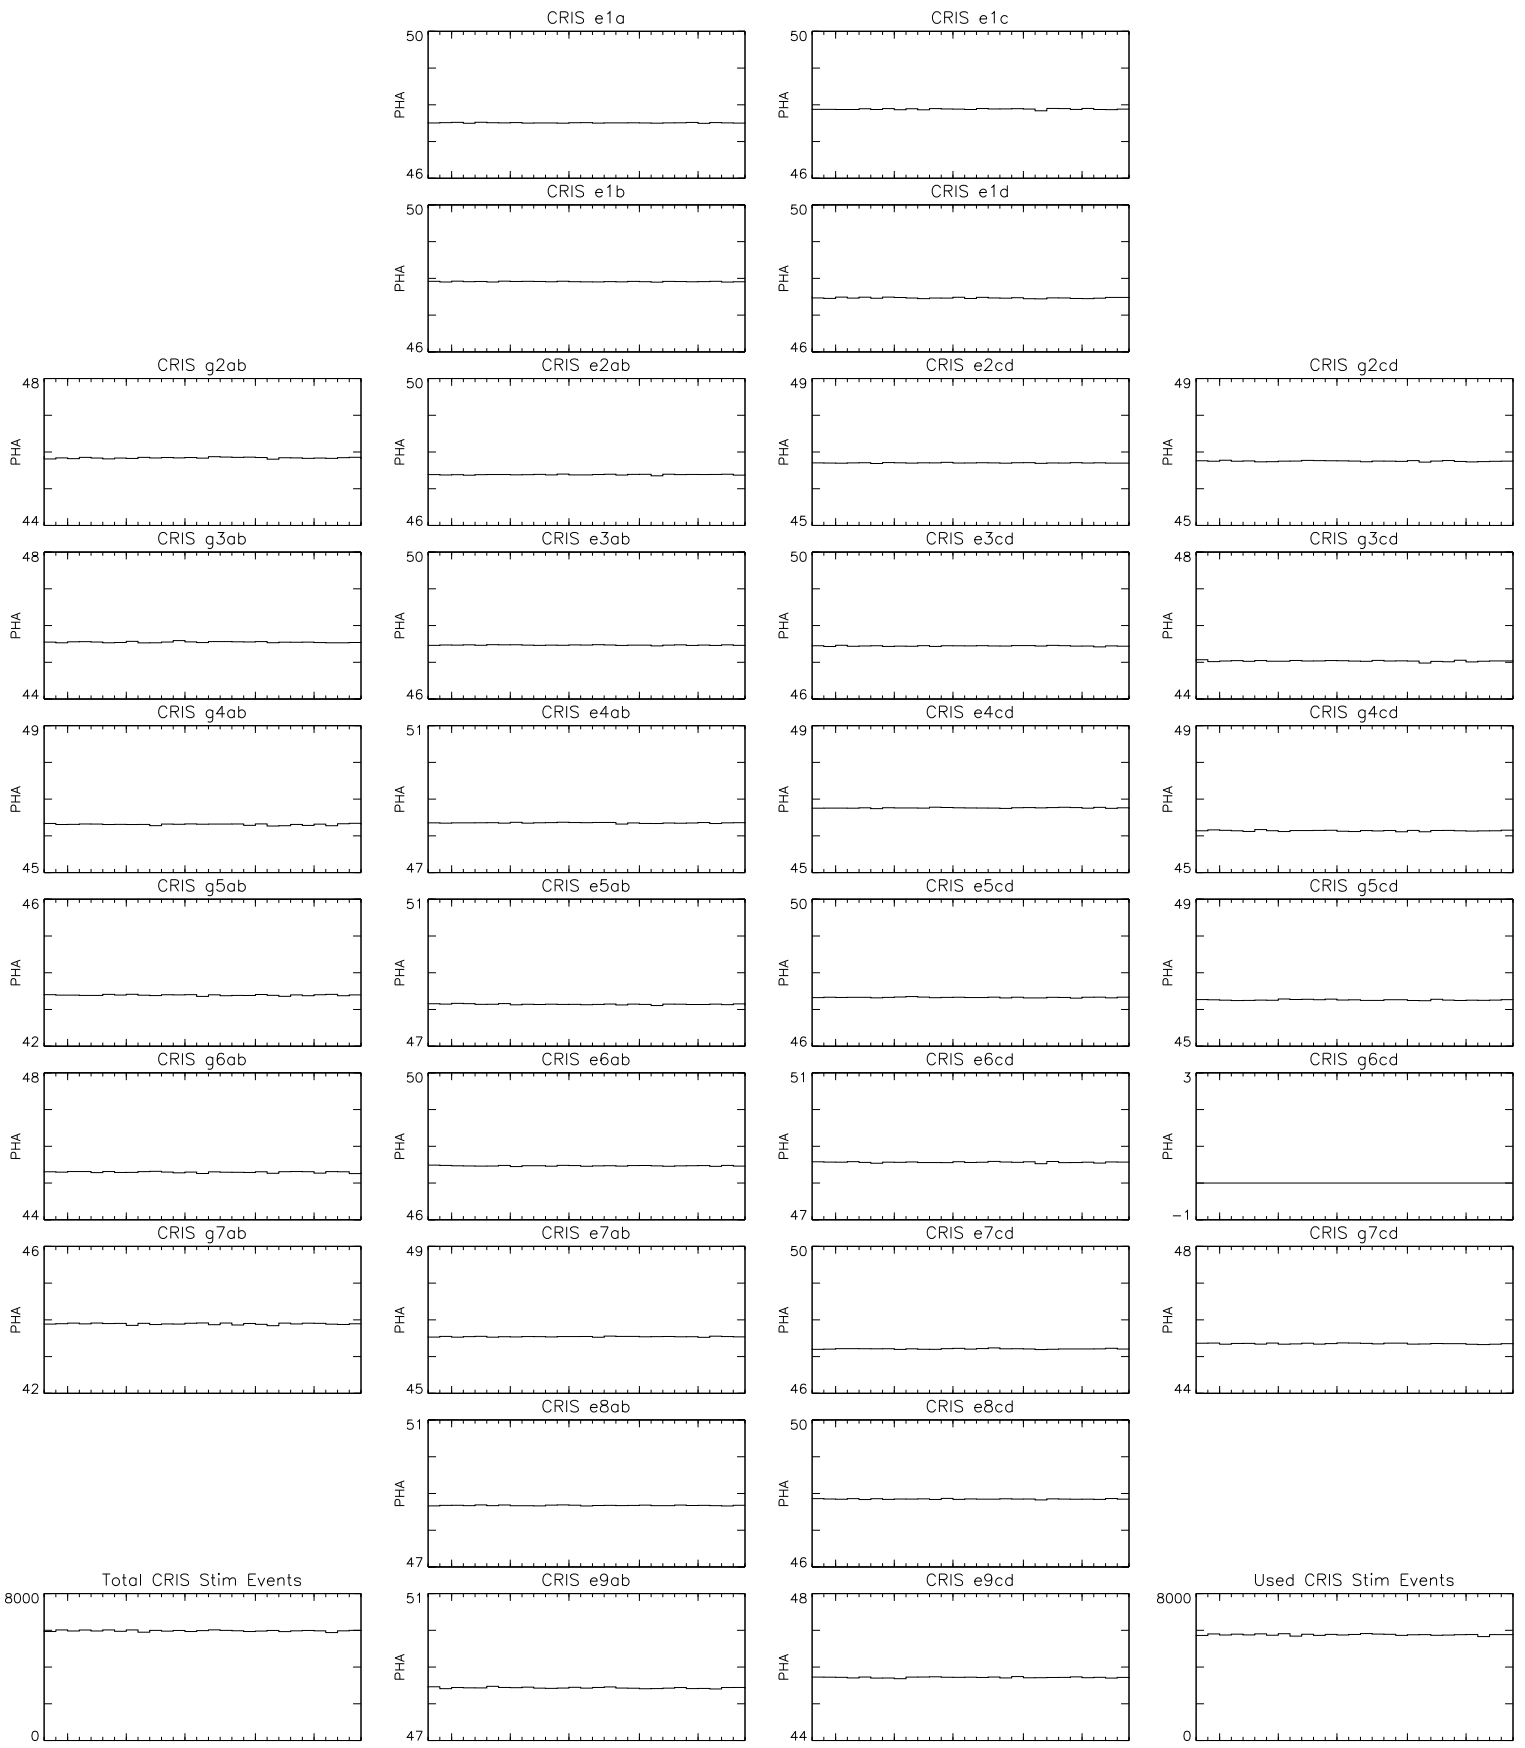 CRIS e1a
CRIS e1c
50
PHA
46
50
PHA
46
CRIS e1b
CRIS e1d
50
PHA
46
50
PHA
46
CRIS g2ab
CRIS e2ab
CRIS e2cd
CRIS g2cd
48
PHA
44
50
PHA
46
49
PHA
45
49
PHA
45
CRIS g3ab
CRIS e3ab
CRIS e3cd
CRIS g3cd
48
PHA
44
50
PHA
46
50
PHA
46
48
PHA
44
CRIS g4ab
CRIS e4ab
CRIS e4cd
CRIS g4cd
49
PHA
45
51
PHA
47
49
PHA
45
49
PHA
45
CRIS g5ab
CRIS e5ab
CRIS e5cd
CRIS g5cd
46
PHA
42
51
PHA
47
50
PHA
46
49
PHA
45
CRIS g6ab
CRIS e6ab
CRIS e6cd
CRIS g6cd
48
PHA
44
50
PHA
46
51
PHA
47
3
PHA
-1
CRIS g7ab
CRIS e7ab
CRIS e7cd
CRIS g7cd
46
PHA
42
49
PHA
45
50
PHA
46
48
PHA
44
CRIS e8ab
CRIS e8cd
51
PHA
47
50
PHA
46
Total CRIS Stim Events
CRIS e9ab
CRIS e9cd
Used CRIS Stim Events
8000
0
51
PHA
47
48
PHA
44
8000
0